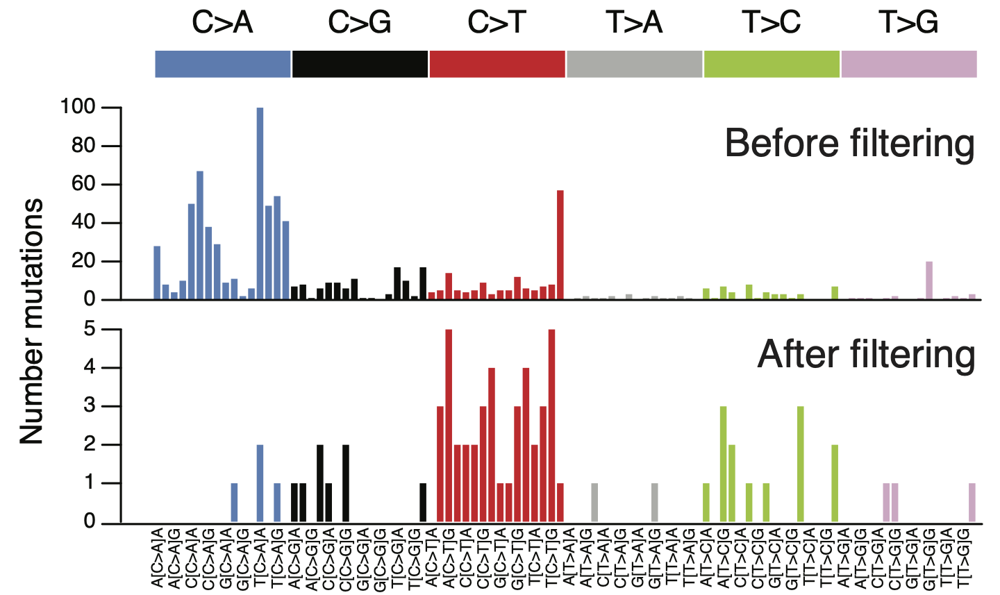 C>A C>G C>T T>A T>C T>G
100
80
60
40
20
0
Before filtering
Number mutations
5
4
3
2
1
0
After filtering
A[C>A]A
A[C>A]G
C[C>A]A
C[C>A]G
G[C>A]A
G[C>A]G
T[C>A]A
T[C>A]G
A[C>G]A
A[C>G]G
C[C>G]A
C[C>G]G
G[C>G]A
G[C>G]G
T[C>G]A
T[C>G]G
A[C>T]A
A[C>T]G
C[C>T]A
C[C>T]G
G[C>T]A
G[C>T]G
T[C>T]A
T[C>T]G
A[T>A]A
A[T>A]G
C[T>A]A
C[T>A]G
G[T>A]A
G[T>A]G
T[T>A]A
T[T>A]G
A[T>C]A
A[T>C]G
C[T>C]A
C[T>C]G
G[T>C]A
G[T>C]G
T[T>C]A
T[T>C]G
A[T>G]A
A[T>G]G
C[T>G]A
C[T>G]G
G[T>G]A
G[T>G]G
T[T>G]A
T[T>G]G